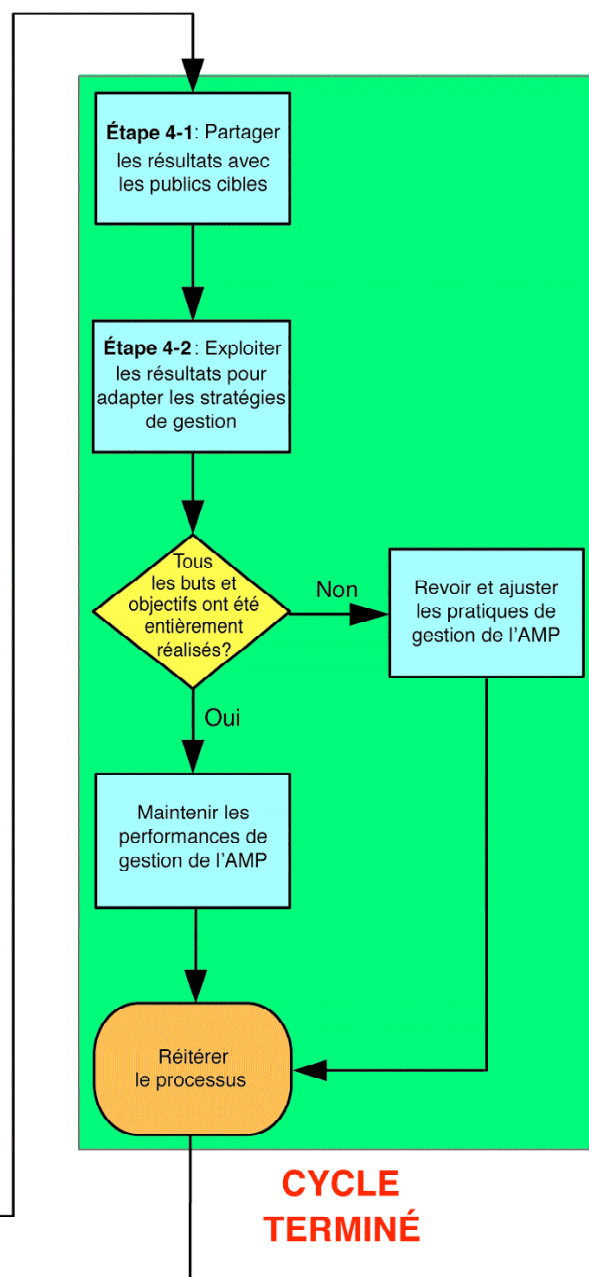 Étape 4-1: Partager
les résultats avec
les publics cibles
Étape 4-2: Exploiter
les résultats pour
adapter les stratégies
de gestion
Tous
les buts et
objectifs ont été
entièrement
réalisés?
Non
Revoir et ajuster
les pratiques de
gestion de l'AMP
Oui
Maintenir les
performances de
gestion de l'AMP
Réitérer
le processus
CYCLE
TERMINÉ